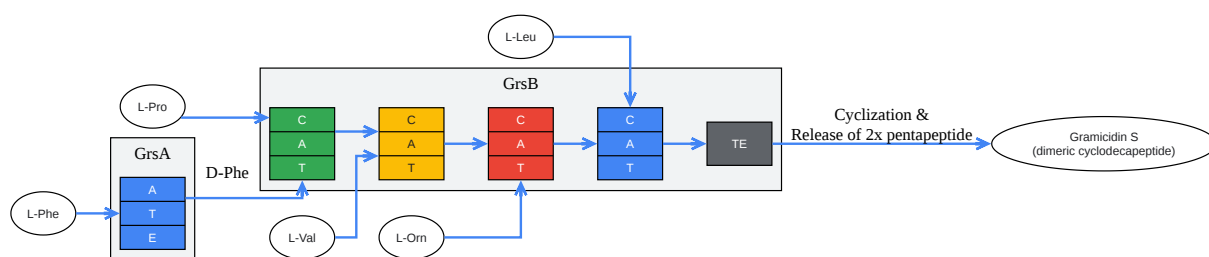 L-Leu
GrsB
L-Pro
C
A
T
C
A
T
C
A
T
C
A
T
TE
Cyclization &
Release of 2x pentapeptide
Gramicidin S
(dimeric cyclodecapeptide)
GrsA
D-Phe
L-Phe
A
T
E
L-Val
L-Orn